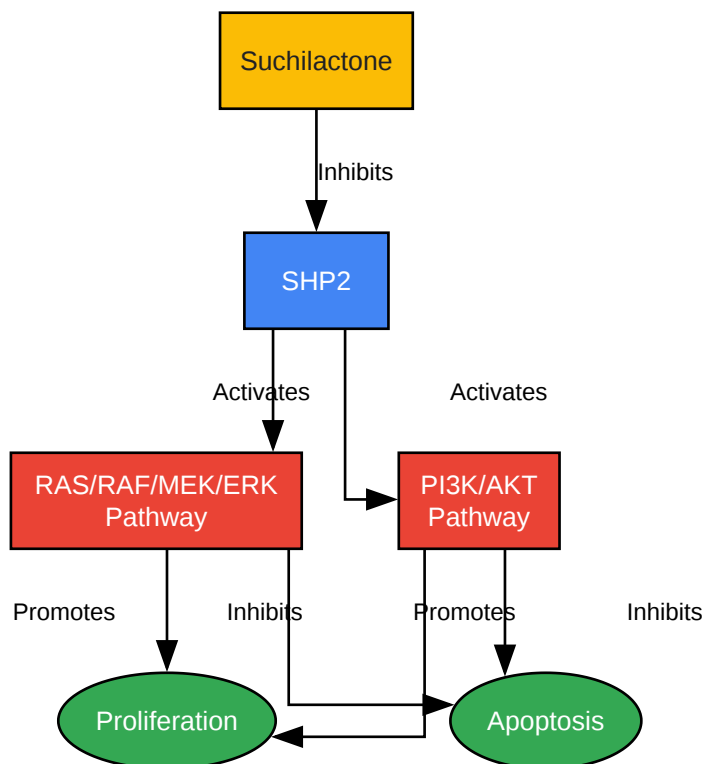 Suchilactone
Inhibits
SHP2
Activates
Activates
RAS/RAF/MEK/ERK
Pathway
PI3K/AKT
Pathway
Promotes
Inhibits
Promotes
Inhibits
Proliferation
Apoptosis